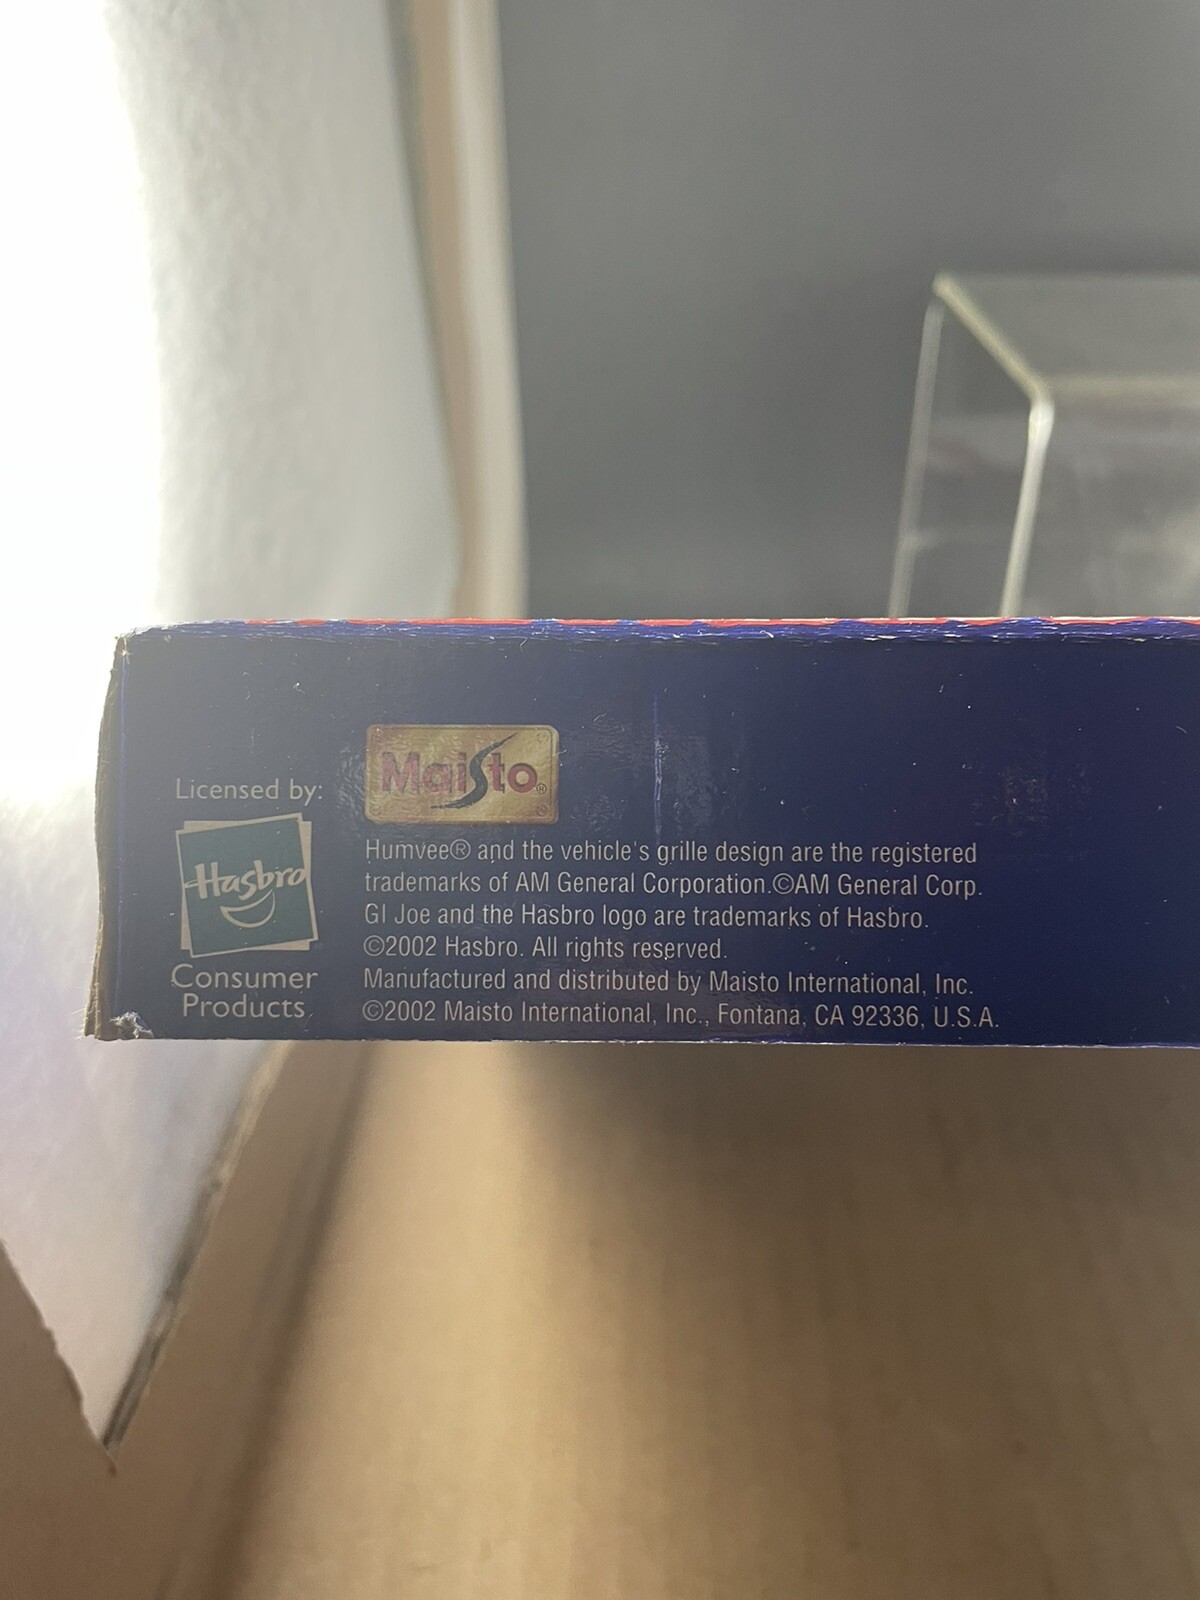 Licensed by:
Hasbro
Consumer
Products
Maisto®
Humvee® and the vehicle's grille design are the registered
trademarks of AM General Corporation.©AM General Corp.
GI Joe and the Hasbro logo are trademarks of Hasbro.
©2002 Hasbro. All rights reserved.
Manufactured and distributed by Maisto International, Inc.
©2002 Maisto International, Inc., Fontana, CA 92336, U.S.A.